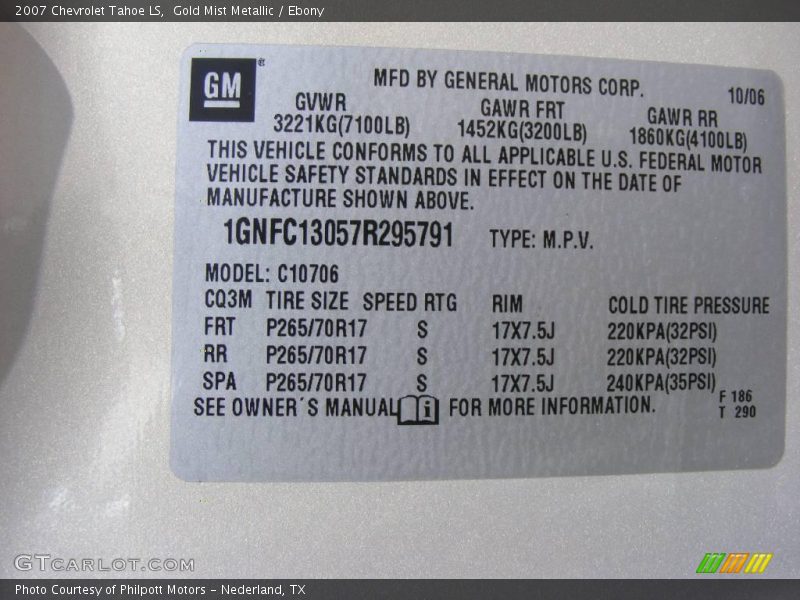 2007 Chevrolet Tahoe LS, Gold Mist Metallic / Ebony
GM ®
MFD BY GENERAL MOTORS CORP. 10/06
GVWR GAWR FRT GAWR RR
3221KG(7100LB) 1452KG(3200LB) 1860KG(4100LB)
THIS VEHICLE CONFORMS TO ALL APPLICABLE U.S. FEDERAL MOTOR
VEHICLE SAFETY STANDARDS IN EFFECT ON THE DATE OF
MANUFACTURE SHOWN ABOVE.
1GNFC13057R295791 TYPE: M.P.V.
MODEL: C10706
CQ3M TIRE SIZE SPEED RTG RIM COLD TIRE PRESSURE
FRT P265/70R17 S 17X7.5J 220KPA(32PSI)
RR P265/70R17 S 17X7.5J 220KPA(32PSI)
SPA P265/70R17 S 17X7.5J 240KPA(35PSI)
SEE OWNER´S MANUAL i FOR MORE INFORMATION.
F 186
T 290
GTCARLOT.COM
Photo Courtesy of Philpott Motors - Nederland, TX